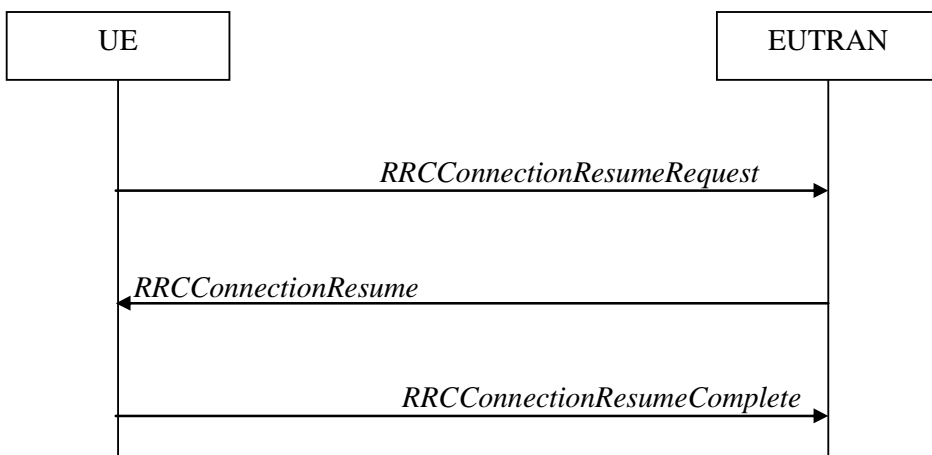 UE
EUTRAN
RRCConnectionResumeRequest
RRCConnectionResume
RRCConnectionResumeComplete